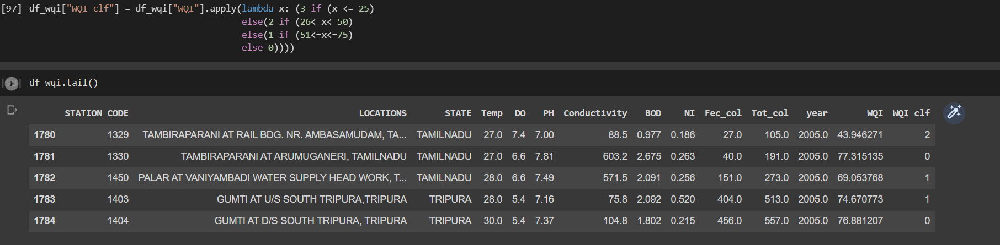 [97] df_wqi["WQI clf"] = df_wqi["WQI"].apply(lambda x: (3 if (x <= 25)
else(2 if (26<=x<=50)
else(1 if (51<=x<=75)
else 0))))
df_wqi.tail()
STATION CODE LOCATIONS STATE Temp DO PH Conductivity BOD NI Fec_col Tot_col year WQI WQI clf
1780 1329 TAMBIRAPARANI AT RAIL BDG. NR. AMBASAMUDAM, TA... TAMILNADU 27.0 7.4 7.00 88.5 0.977 0.186 27.0 105.0 2005.0 43.946271 2
1781 1330 TAMBIRAPARANI AT ARUMUGANERI, TAMILNADU TAMILNADU 27.0 6.6 7.81 603.2 2.675 0.263 40.0 191.0 2005.0 77.315135 0
1782 1450 PALAR AT VANIYAMBADI WATER SUPPLY HEAD WORK, T... TAMILNADU 28.0 6.6 7.49 571.5 2.091 0.256 151.0 273.0 2005.0 69.053768 1
1783 1403 GUMTI AT U/S SOUTH TRIPURA,TRIPURA TRIPURA 28.0 5.4 7.16 75.8 2.092 0.520 404.0 513.0 2005.0 74.670773 1
1784 1404 GUMTI AT D/S SOUTH TRIPURA, TRIPURA TRIPURA 30.0 5.4 7.37 104.8 1.802 0.215 456.0 557.0 2005.0 76.881207 0